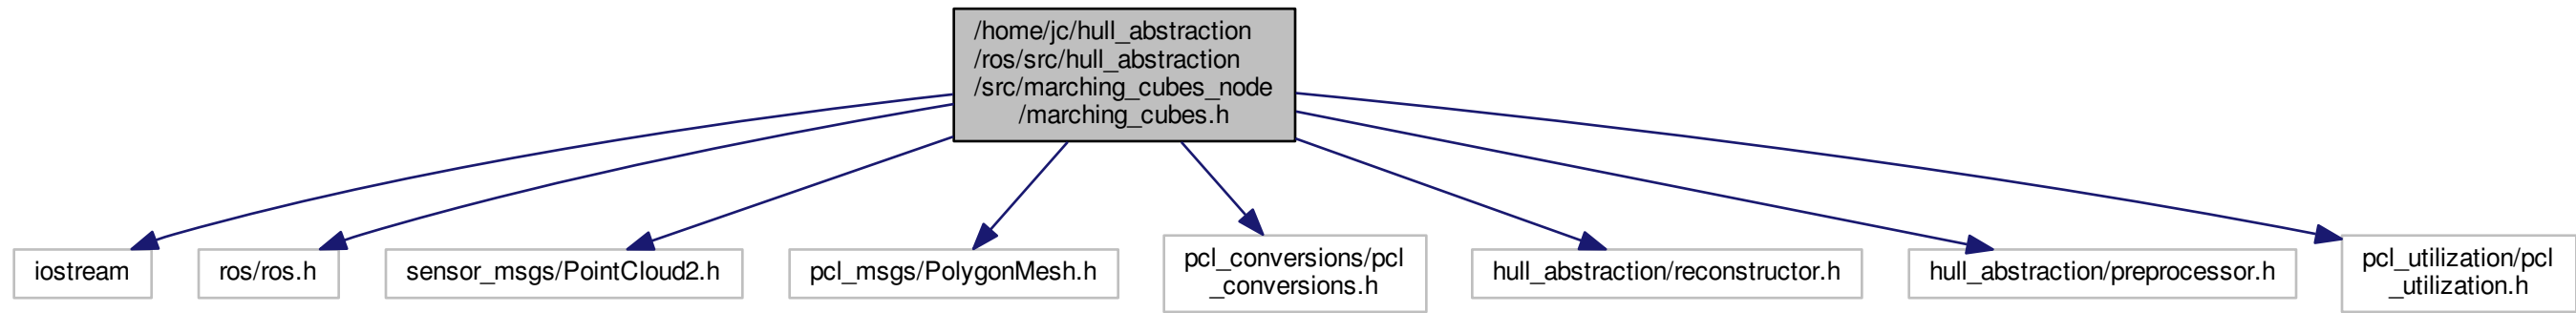 /home/jc/hull_abstraction
/ros/src/hull_abstraction
/src/marching_cubes_node
/marching_cubes.h
iostream
ros/ros.h
sensor_msgs/PointCloud2.h
pcl_msgs/PolygonMesh.h
pcl_conversions/pcl
_conversions.h
hull_abstraction/reconstructor.h
hull_abstraction/preprocessor.h
pcl_utilization/pcl
_utilization.h